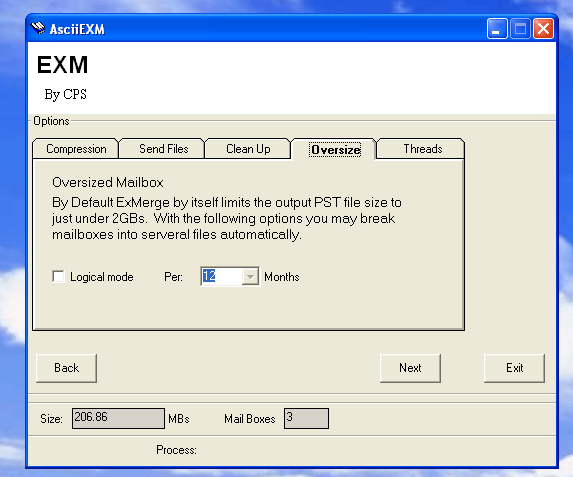 AsciiEXM
EXM
By CPS
Options
Compression Send Files Clean Up Oversize Threads
Oversized Mailbox
By Default ExMerge by itself limits the output PST file size to
just under 2GBs. With the following options you may break
mailboxes into serveral files automatically.
Logical mode Per: 12 Months
Back Next Exit
Size: 206.86 MBs Mail Boxes 3
Process: